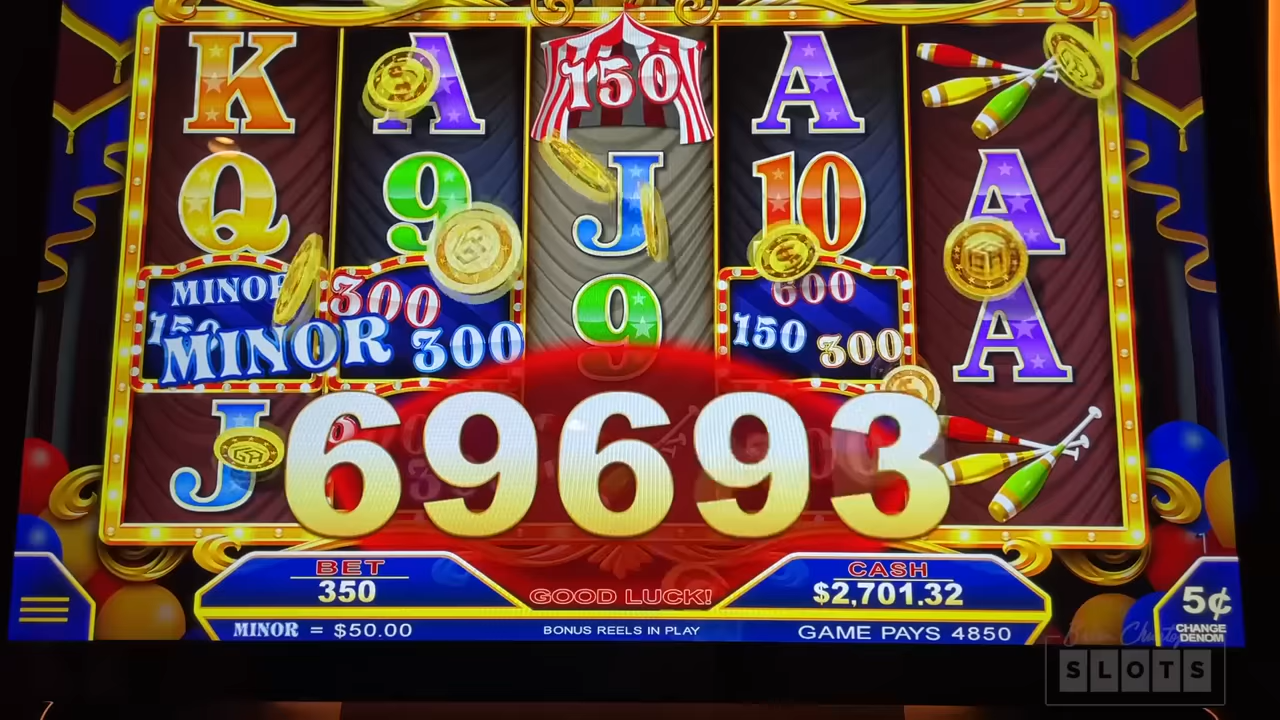 K A 150 A
Q 9 J 10 A
MINOR 300 9 600 A
150 MINOR 300 150 300
J
69693
BET CASH
350 GOOD LUCK! $2,701.32
MINOR = $50.00 BONUS REELS IN PLAY GAME PAYS 4850
5¢
CHANGE
DENOM
SLOTS